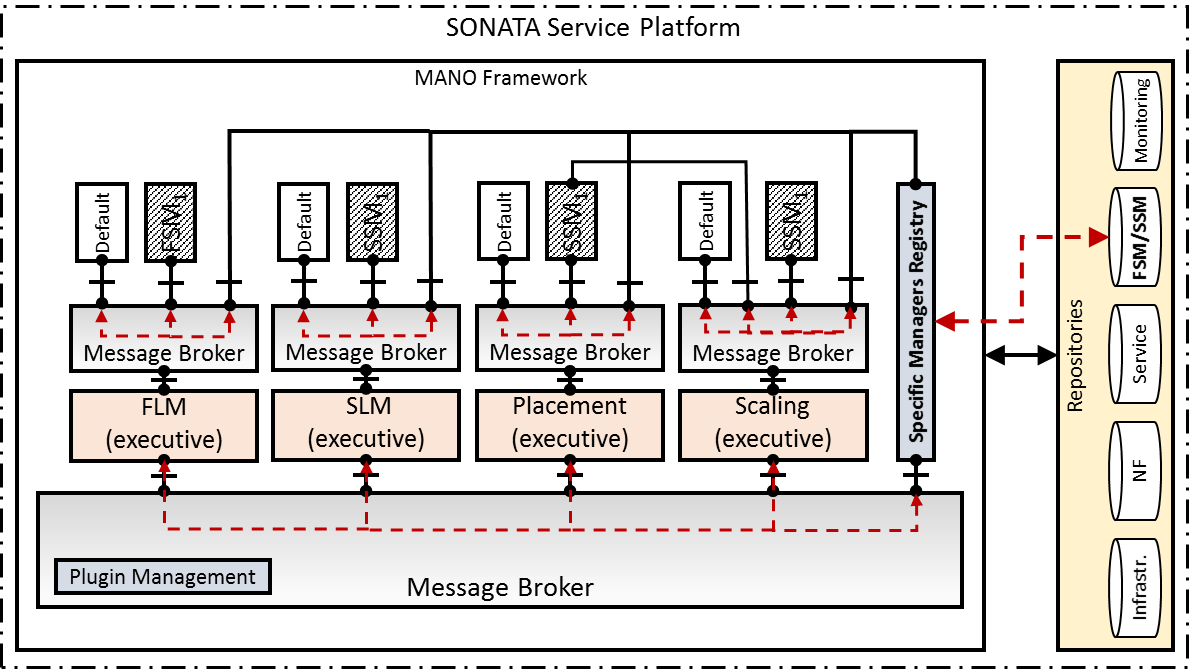 SONATA Service Platform
MANO Framework
Default
FSM1
Default
SSM1
Default
SSM1
Default
SSM1
Message Broker
Message Broker
Message Broker
Message Broker
FLM
(executive)
SLM
(executive)
Placement
(executive)
Scaling
(executive)
Specific Managers Registry
Plugin Management
Message Broker
Repositories
Monitoring
FSM/SSM
Service
NF
Infrastr.